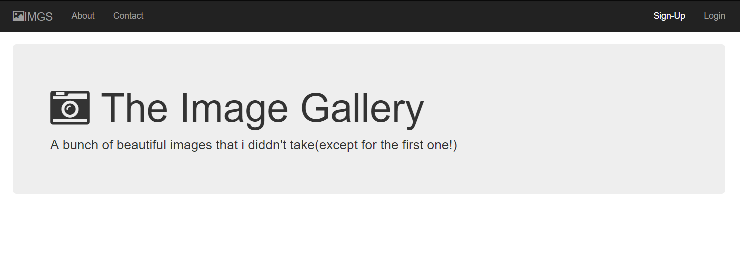 IMGS About Contact Sign-Up Login
The Image Gallery
A bunch of beautiful images that i diddn't take(except for the first one!)